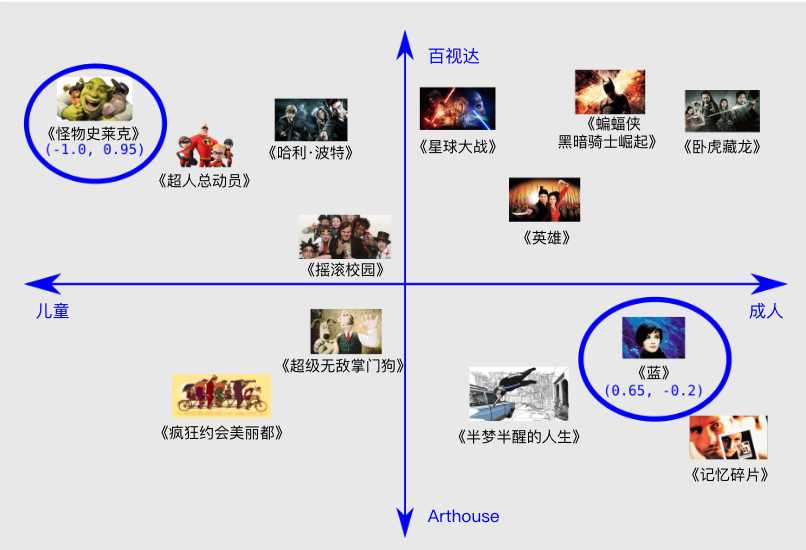 百视达
《怪物史莱克》
(-1.0, 0.95)
《超人总动员》
《哈利·波特》
《星球大战》
《蝙蝠侠
黑暗骑士崛起》
《卧虎藏龙》
《英雄》
《摇滚校园》
儿童
成人
《超级无敌掌门狗》
《蓝》
(0.65, -0.2)
《疯狂约会美丽都》
《半梦半醒的人生》
《记忆碎片》
Arthouse